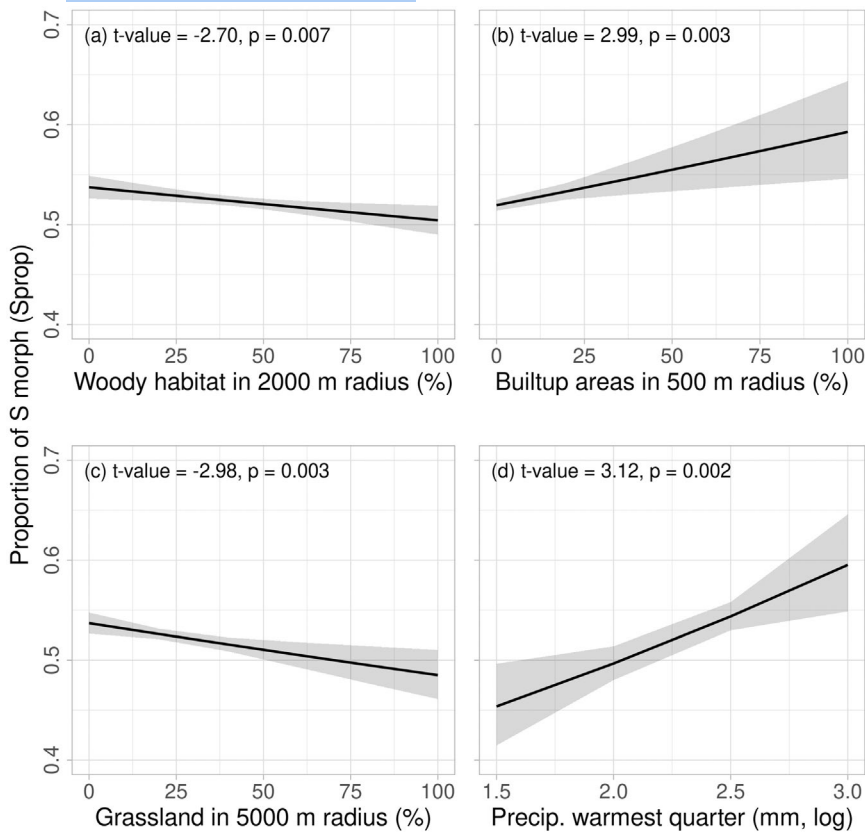 Proportion of S morph (Sprop)
(a) t-value = -2.70, p = 0.007
0.7
0.6
0.5
0.4
0 25 50 75 100
Woody habitat in 2000 m radius (%)
(b) t-value = 2.99, p = 0.003
0 25 50 75 100
Builtup areas in 500 m radius (%)
(c) t-value = -2.98, p = 0.003
0.7
0.6
0.5
0.4
0 25 50 75 100
Grassland in 5000 m radius (%)
(d) t-value = 3.12, p = 0.002
1.5 2.0 2.5 3.0
Precip. warmest quarter (mm, log)